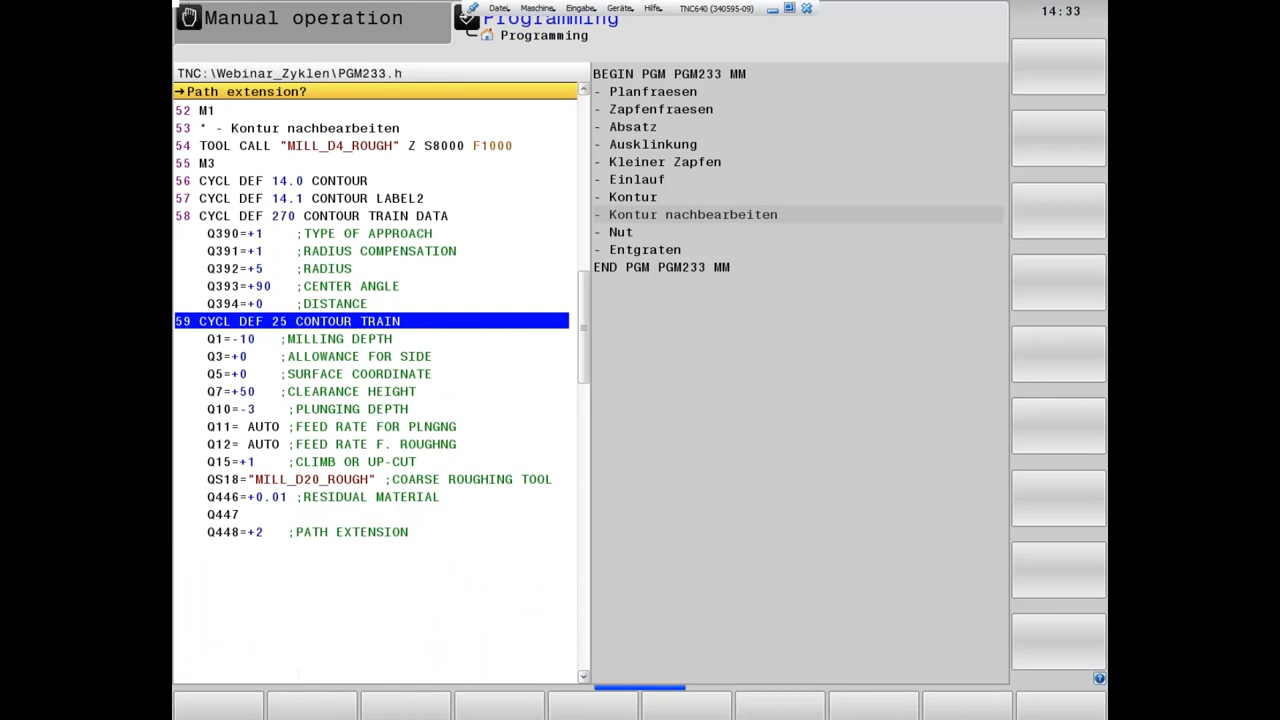 Manual operation
Datei Maschine Eingabe Geräte Hilfe TNC640 (340595-09)
Programming
Programming
14:33
TNC:\Webinar_Zyklen\PGM233.h
→Path extension?
52 M1
53 * - Kontur nachbearbeiten
54 TOOL CALL "MILL_D4_ROUGH" Z S8000 F1000
55 M3
56 CYCL DEF 14.0 CONTOUR
57 CYCL DEF 14.1 CONTOUR LABEL2
58 CYCL DEF 270 CONTOUR TRAIN DATA
Q390=+1 ;TYPE OF APPROACH
Q391=+1 ;RADIUS COMPENSATION
Q392=+5 ;RADIUS
Q393=+90 ;CENTER ANGLE
Q394=+0 ;DISTANCE
59 CYCL DEF 25 CONTOUR TRAIN
Q1=-10 ;MILLING DEPTH
Q3=+0 ;ALLOWANCE FOR SIDE
Q5=+0 ;SURFACE COORDINATE
Q7=+50 ;CLEARANCE HEIGHT
Q10=-3 ;PLUNGING DEPTH
Q11= AUTO ;FEED RATE FOR PLNGNG
Q12= AUTO ;FEED RATE F. ROUGHNG
Q15=+1 ;CLIMB OR UP-CUT
QS18="MILL_D20_ROUGH" ;COARSE ROUGHING TOOL
Q446=+0.01 ;RESIDUAL MATERIAL
Q447
Q448=+2 ;PATH EXTENSION
BEGIN PGM PGM233 MM
- Planfraesen
- Zapfenfraesen
- Absatz
- Ausklinkung
- Kleiner Zapfen
- Einlauf
- Kontur
- Kontur nachbearbeiten
- Nut
- Entgraten
END PGM PGM233 MM